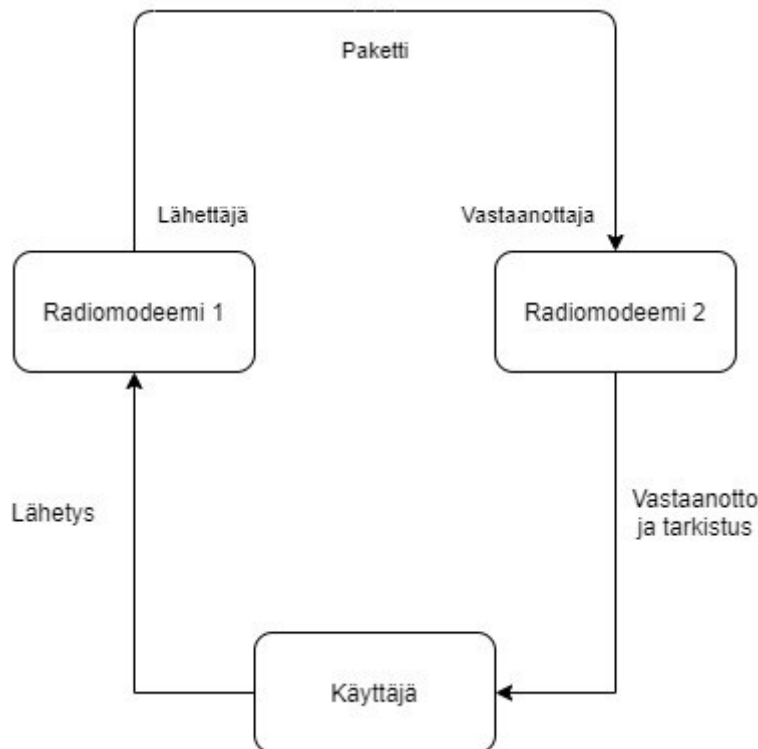 Paketti
Lähettäjä
Vastaanottaja
Radiomodeemi 1
Radiomodeemi 2
Lähetys
Vastaanotto
ja tarkistus
Käyttäjä